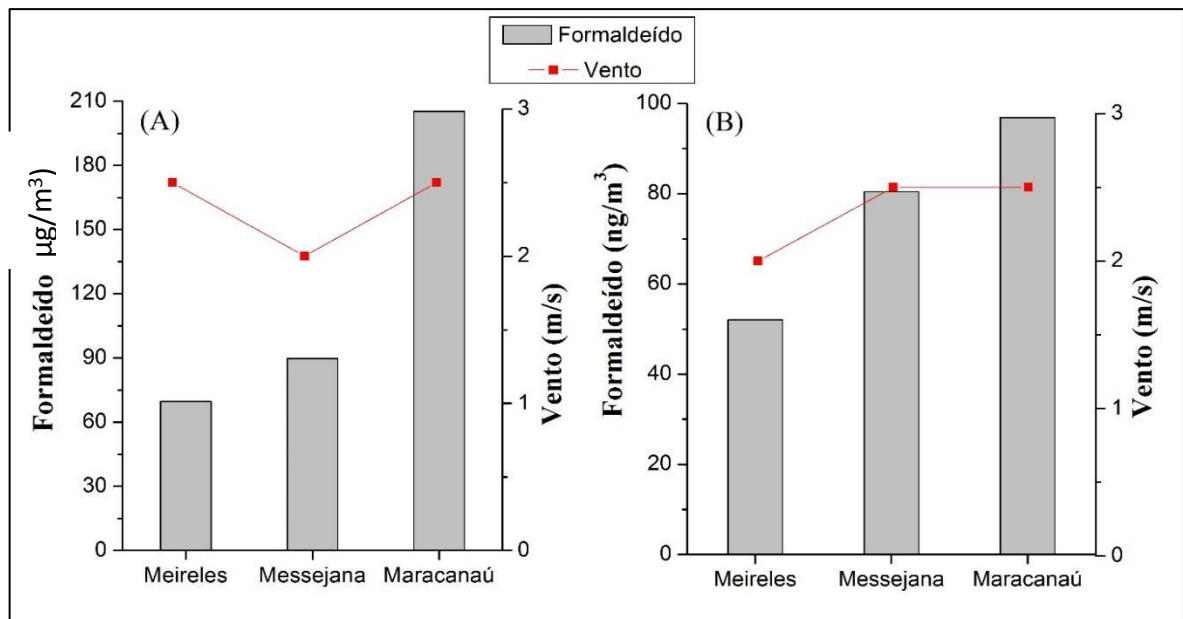 Formaldeído
Vento
(A)
210
180
150
120
90
60
30
0
Formaldeído µg/m³)
3
2
1
0
Vento (m/s)
Meireles Messejana Maracanaú
(B)
100
80
60
40
20
0
Formaldeído (ng/m³)
3
2
1
0
Vento (m/s)
Meireles Messejana Maracanaú